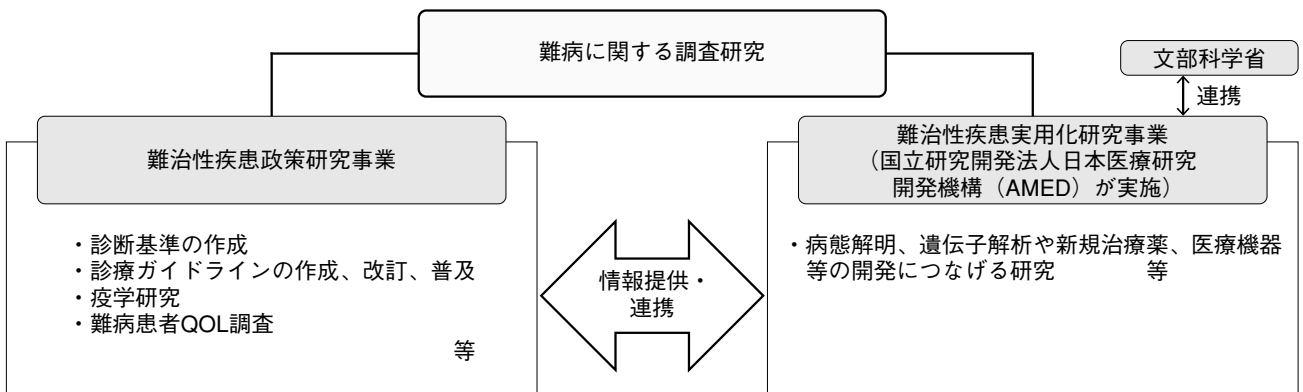 難病に関する調査研究
文部科学省
連携
難治性疾患政策研究事業
難治性疾患実用化研究事業
（国立研究開発法人日本医療研究
開発機構（AMED）が実施）
・診断基準の作成
・診療ガイドラインの作成、改訂、普及
・疫学研究
・難病患者QOL調査
等
情報提供・
連携
・病態解明、遺伝子解析や新規治療薬、医療機器
等の開発につなげる研究　　　等